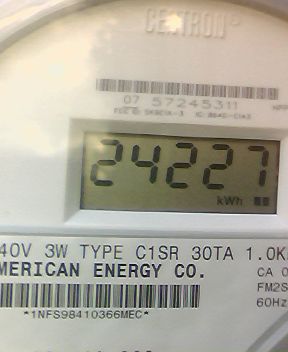 CENTRON®
07 57245311
24227
kWh
40V 3W TYPE C1SR 30TA 1.0K
MERICAN ENERGY CO. CA 0
FM2S
60Hz
*1NFS98410366MEC*